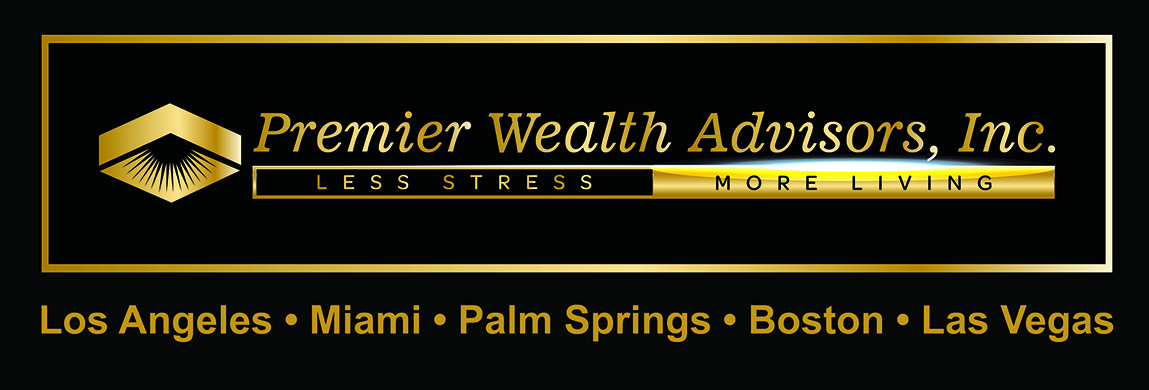 Premier Wealth Advisors, Inc.
LESS STRESS MORE LIVING
Los Angeles • Miami • Palm Springs • Boston • Las Vegas